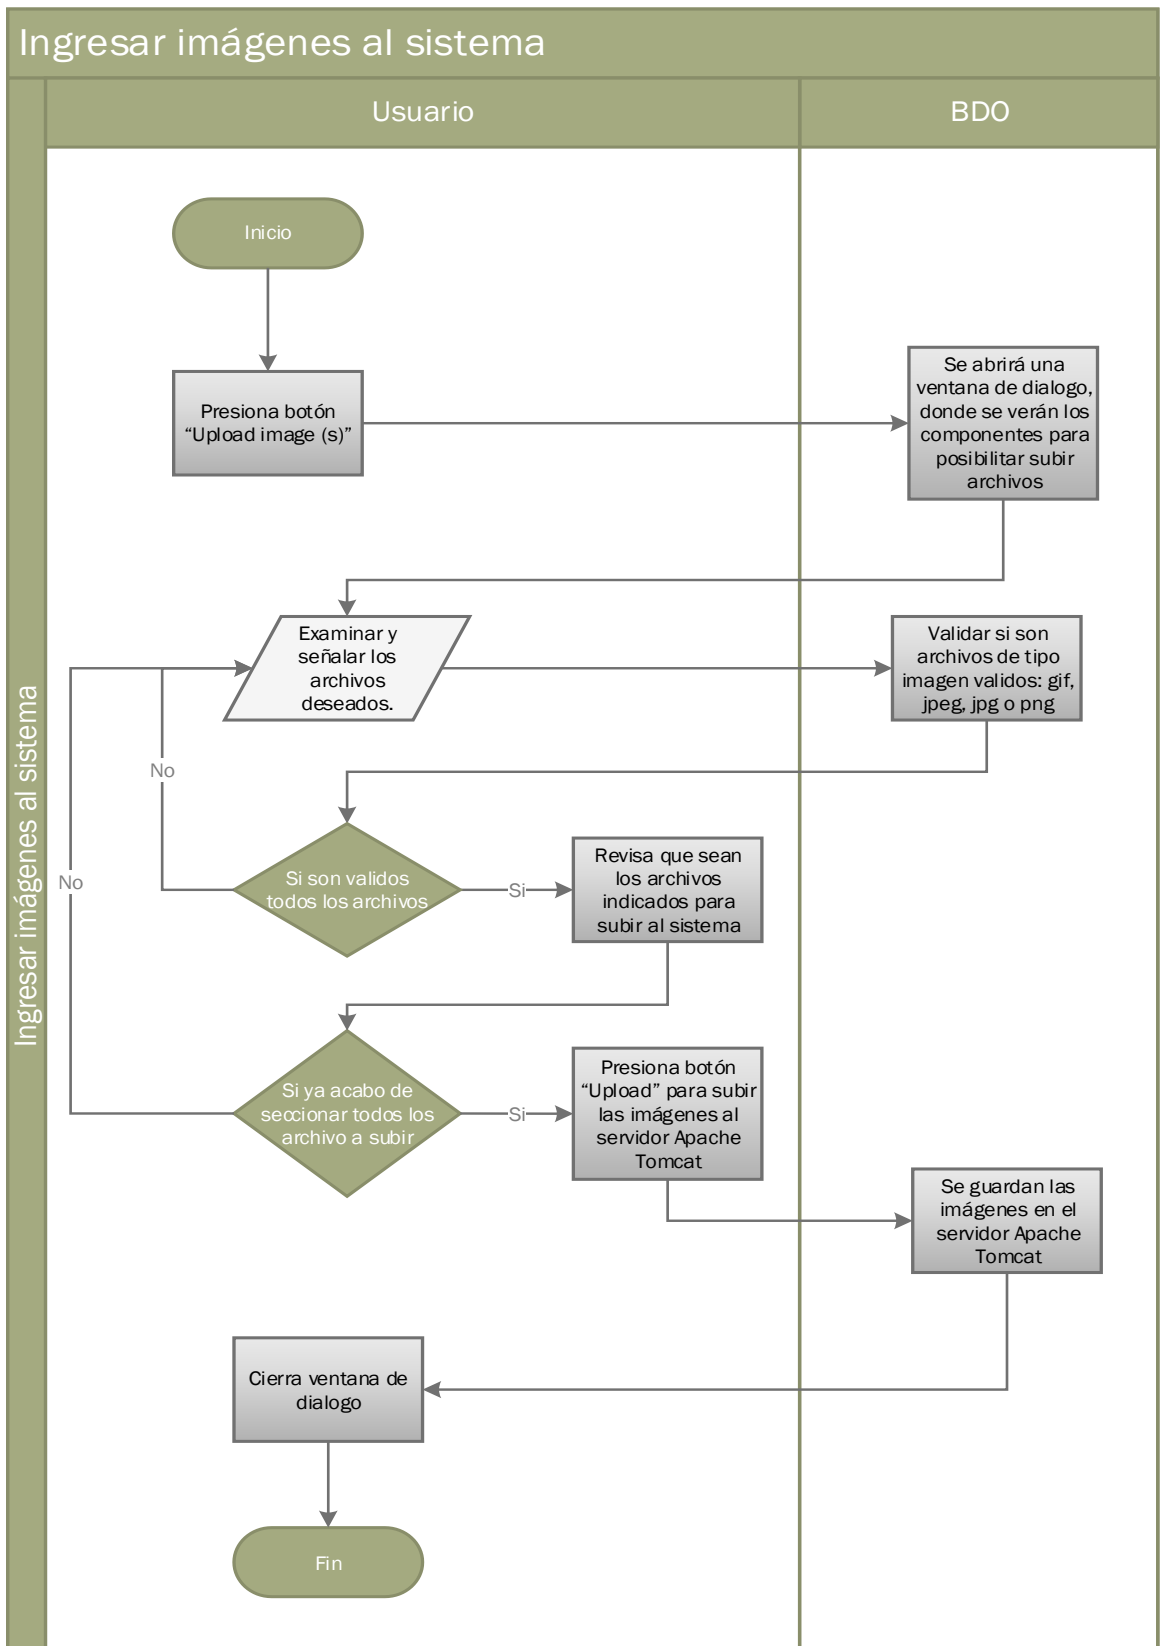 Ingresar imágenes al sistema
Usuario
BDO
Ingresar imágenes al sistema
Inicio
Presiona botón
“Upload image (s)”
Se abrirá una
ventana de dialogo,
donde se verán los
componentes para
posibilitar subir
archivos
Examinar y
señalar los
archivos
deseados.
Validar si son
archivos de tipo
imagen validos: gif,
jpeg, jpg o png
No
Si son validos
todos los archivos
Si
Revisa que sean
los archivos
indicados para
subir al sistema
No
Si ya acabo de
seccionar todos los
archivo a subir
Si
Presiona botón
“Upload” para subir
las imágenes al
servidor Apache
Tomcat
Se guardan las
imágenes en el
servidor Apache
Tomcat
Cierra ventana de
dialogo
Fin